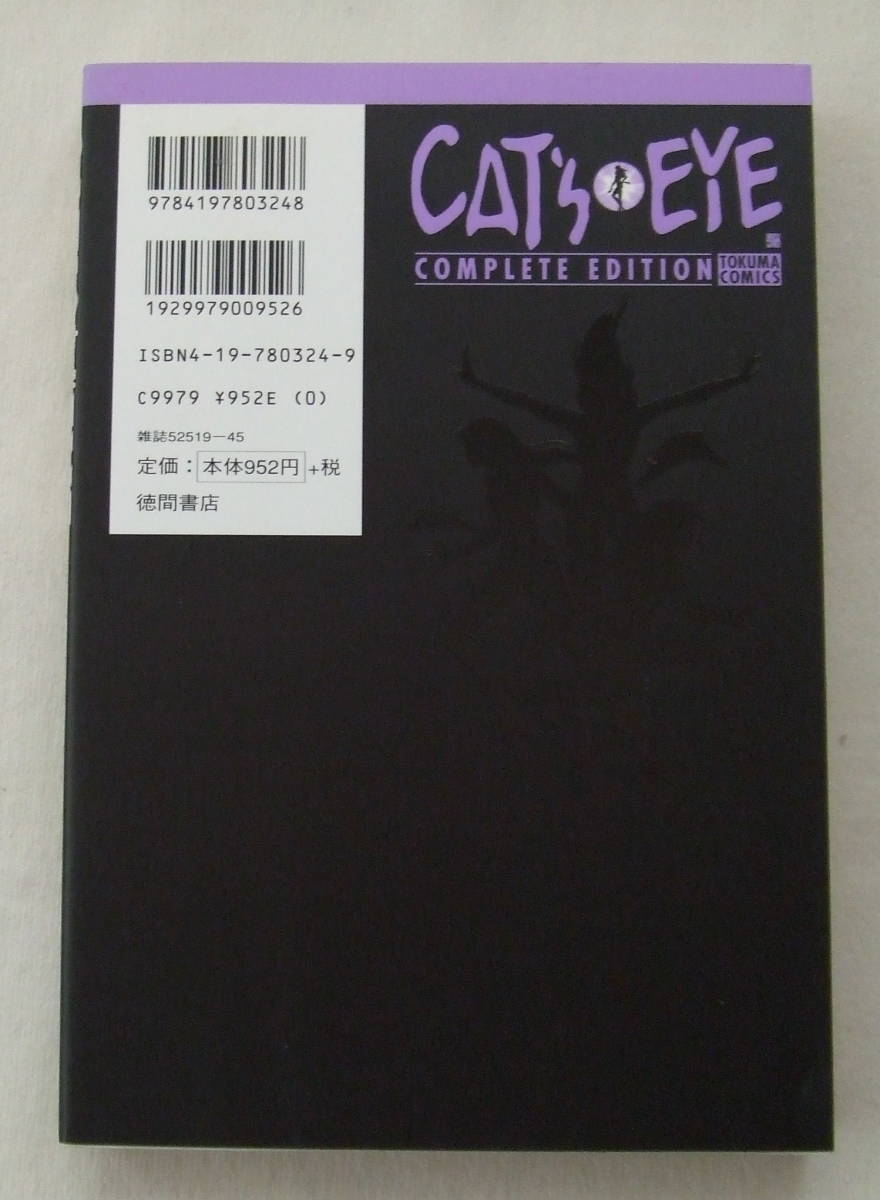 9784197803248
1929979009526
ISBN4-19-780324-9
C9979 ¥952E (0)
雑誌52519-45
定価：本体952円+税
徳間書店
CAT'S EYE
COMPLETE EDITION
TOKUMA
COMICS